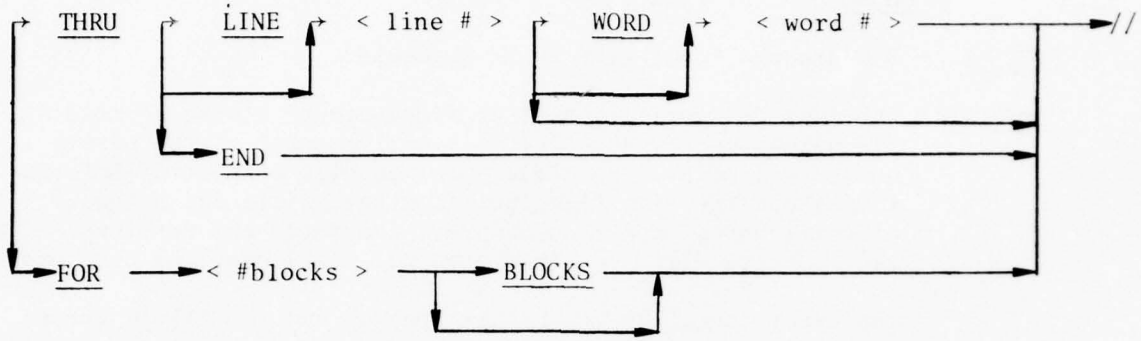 THRU LINE < line # > WORD < word # > //
END
FOR < #blocks > BLOCKS